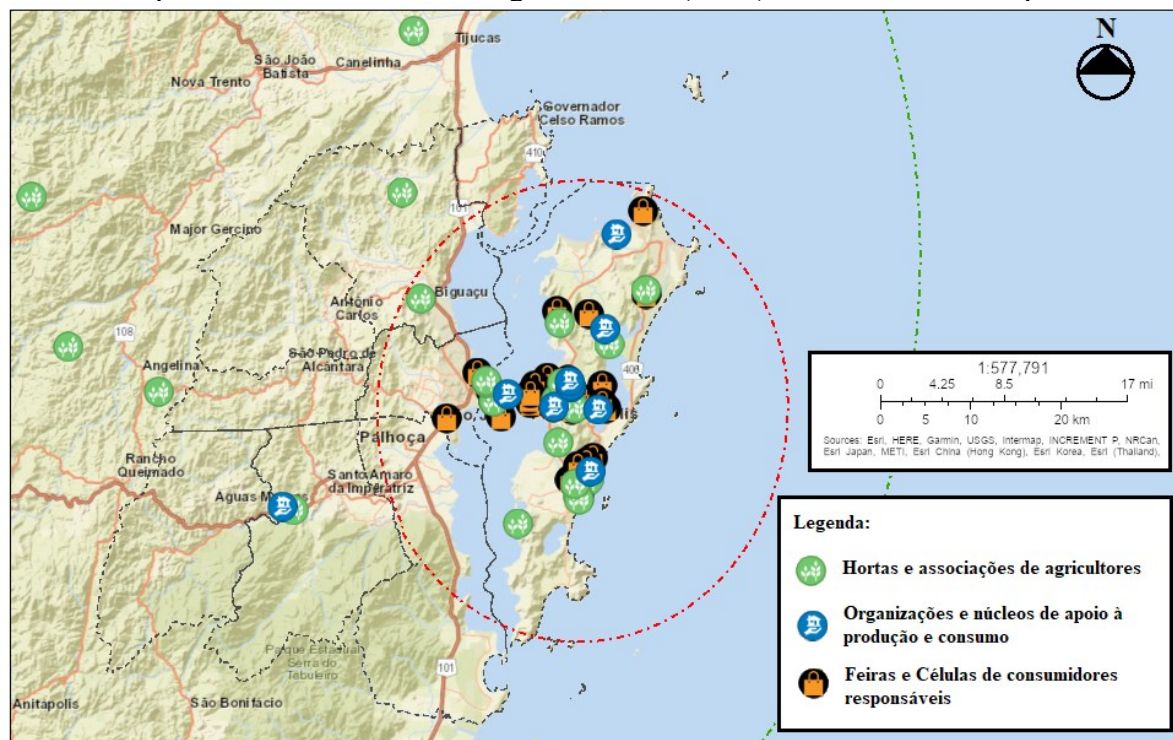 N
Tijucas
São João
Batista
Canelinha
Nova Trento
Governador
Celso Ramos
410
101
Major Gercino
Biguaçu
Antônio
Carlos
108
São Pedro de
Alcântara
Angelina
406
Palhoça
Rancho
Queimado
Santo Amaro
da Imperatriz
Aguas
Parque Estadual
Serra do
Tabuleiro
101
São Bonifácio
Anitápolis
1:577,791
0 4.25 8.5 17 mi
0 5 10 20 km
Sources: Esri, HERE, Garmin, USGS, Intermap, INCREMENT P, NRCan,
Esri Japan, METI, Esri China (Hong Kong), Esri Korea, Esri (Thailand),
Legenda:
Hortas e associações de agricultores
Organizações e núcleos de apoio à
produção e consumo
Feiras e Células de consumidores
responsáveis